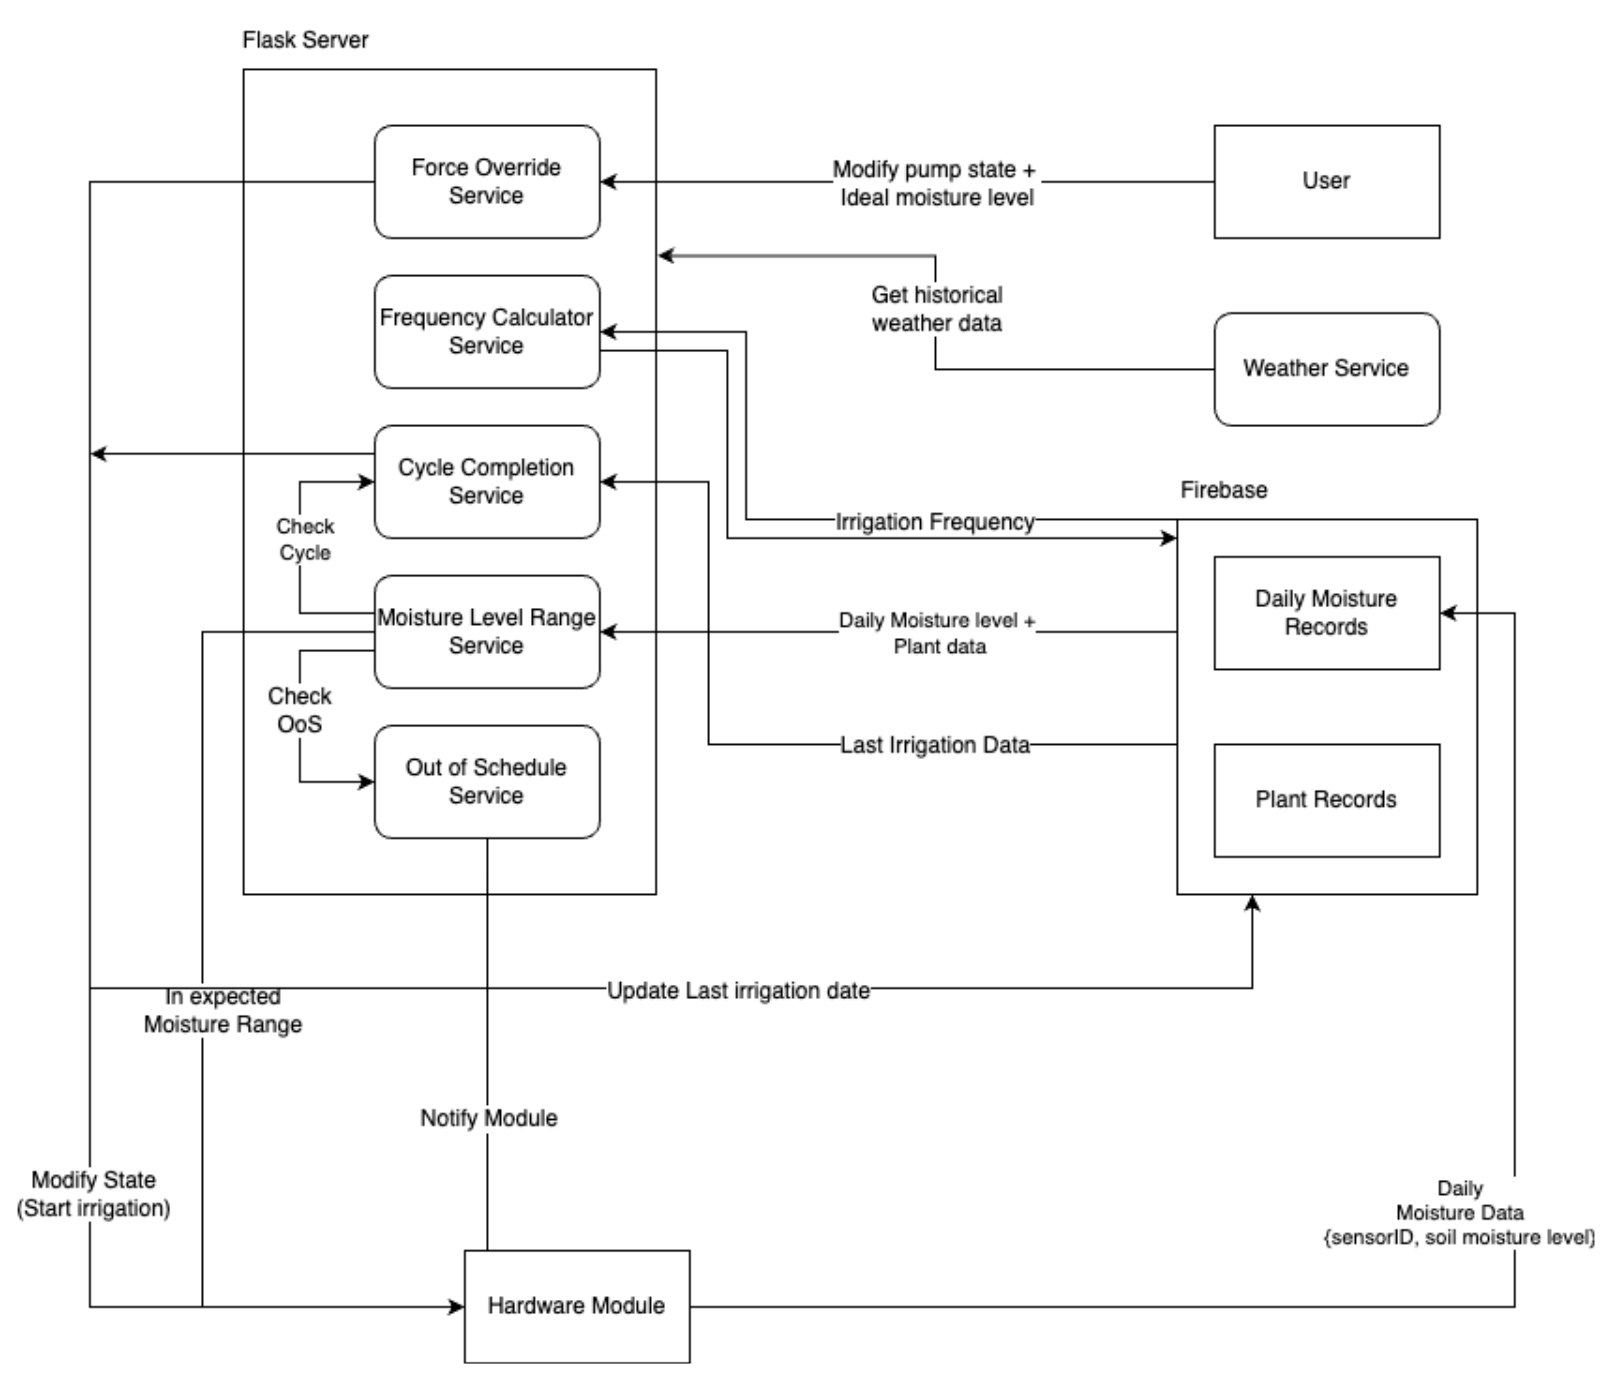 Flask Server
Force Override
Service
Modify pump state +
Ideal moisture level
User
Get historical
weather data
Frequency Calculator
Service
Weather Service
Cycle Completion
Service
Check
Cycle
Firebase
Irrigation Frequency
Daily Moisture
Records
Moisture Level Range
Service
Daily Moisture level +
Plant data
Check
OoS
Last Irrigation Data
Out of Schedule
Service
Plant Records
In expected
Moisture Range
Update Last irrigation date
Notify Module
Modify State
(Start irrigation)
Daily
Moisture Data
{sensorID, soil moisture level}
Hardware Module